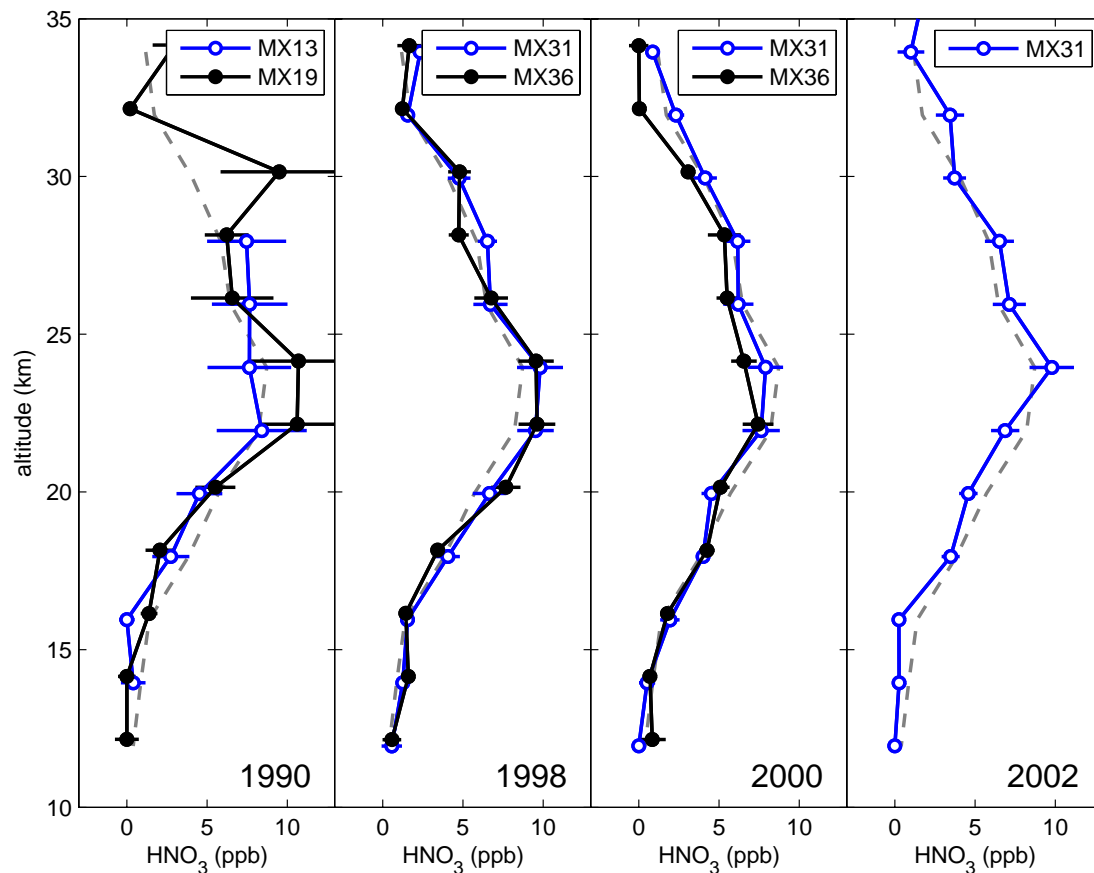 35
30
25
20
15
10
altitude (km)
MX13
MX19
1990
0 5 10
HNO3 (ppb)
MX31
MX36
1998
0 5 10
HNO3 (ppb)
MX31
MX36
2000
0 5 10
HNO3 (ppb)
MX31
2002
0 5 10
HNO3 (ppb)